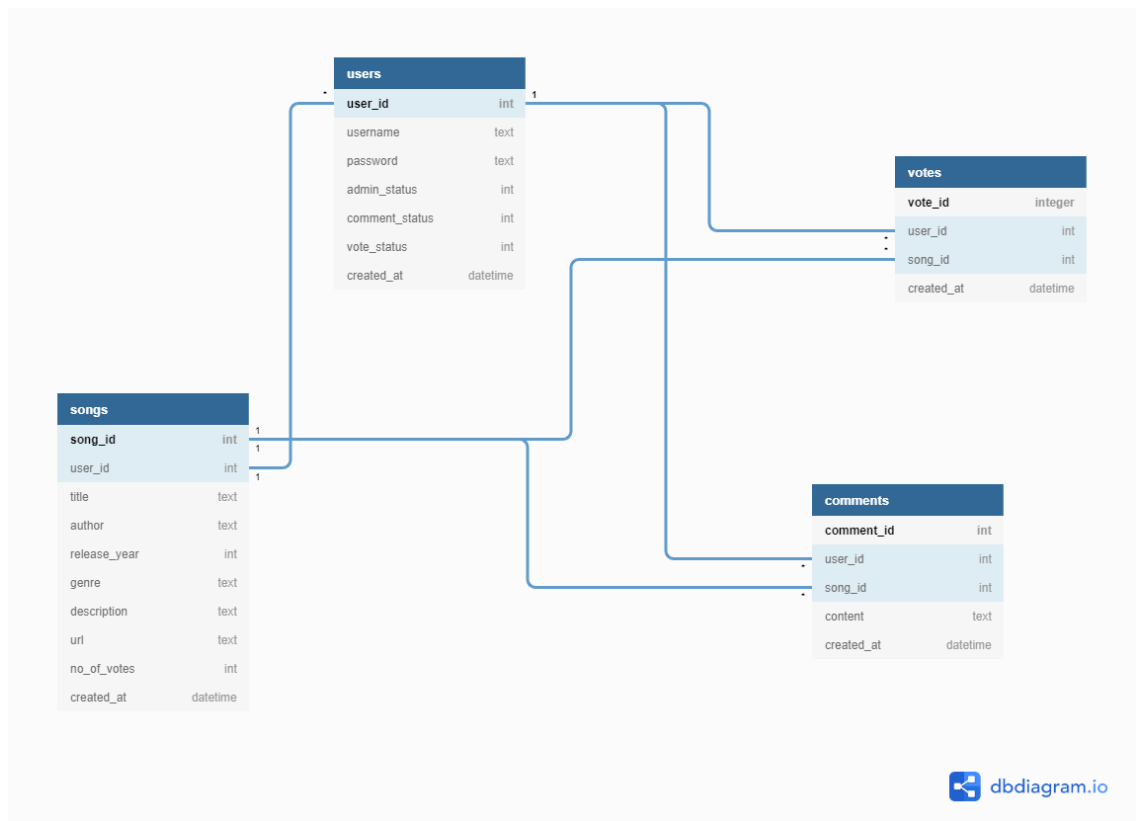 users
user_id int
username text
password text
admin_status int
comment_status int
vote_status int
created_at datetime
votes
vote_id integer
user_id int
song_id int
created_at datetime
songs
song_id int
user_id int
title text
author text
release_year int
genre text
description text
url text
no_of_votes int
created_at datetime
comments
comment_id int
user_id int
song_id int
content text
created_at datetime
*
1
*
*
1
1
1
*
*
dbdiagram.io